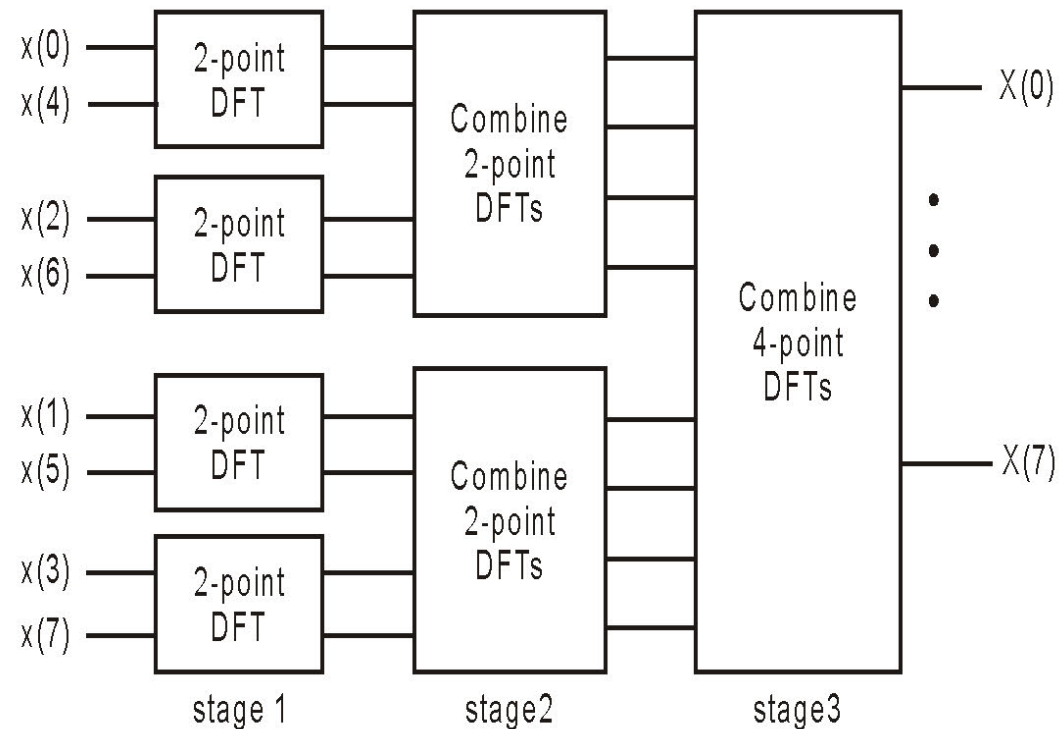 x(0)
x(4)
2-point
DFT
x(2)
x(6)
2-point
DFT
x(1)
x(5)
2-point
DFT
x(3)
x(7)
2-point
DFT
stage 1
Combine
2-point
DFTs
Combine
2-point
DFTs
stage2
Combine
4-point
DFTs
stage3
X(0)
X(7)